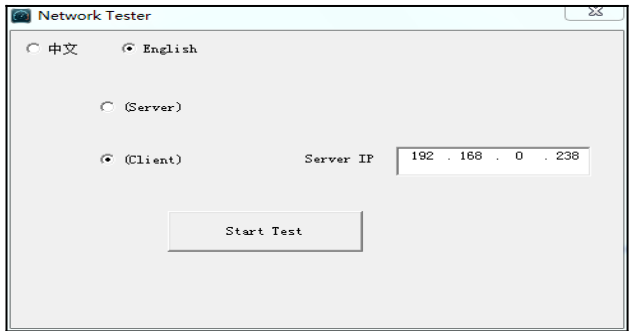 Network Tester
中文 English
(Server)
(Client) Server IP 192 . 168 . 0 . 238
Start Test